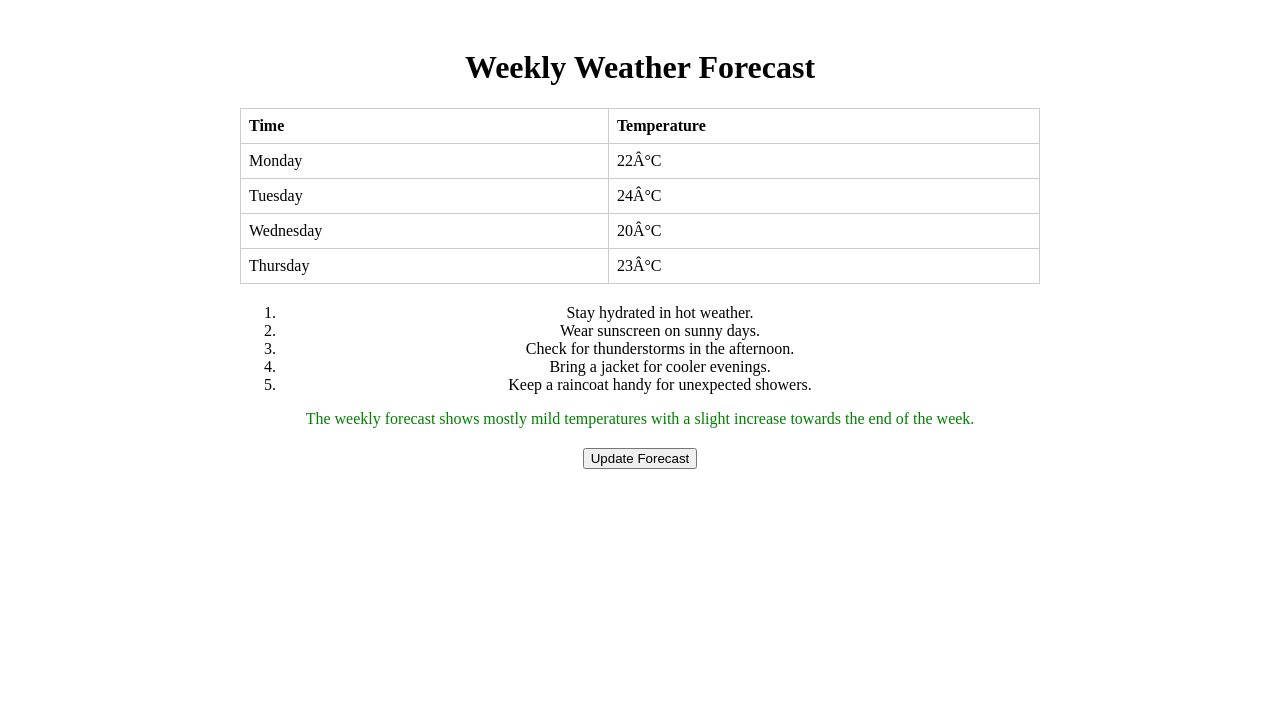 Weekly Weather Forecast
Time Temperature
Monday 22Â°C
Tuesday 24Â°C
Wednesday 20Â°C
Thursday 23Â°C
1. Stay hydrated in hot weather.
2. Wear sunscreen on sunny days.
3. Check for thunderstorms in the afternoon.
4. Bring a jacket for cooler evenings.
5. Keep a raincoat handy for unexpected showers.
The weekly forecast shows mostly mild temperatures with a slight increase towards the end of the week.
Update Forecast